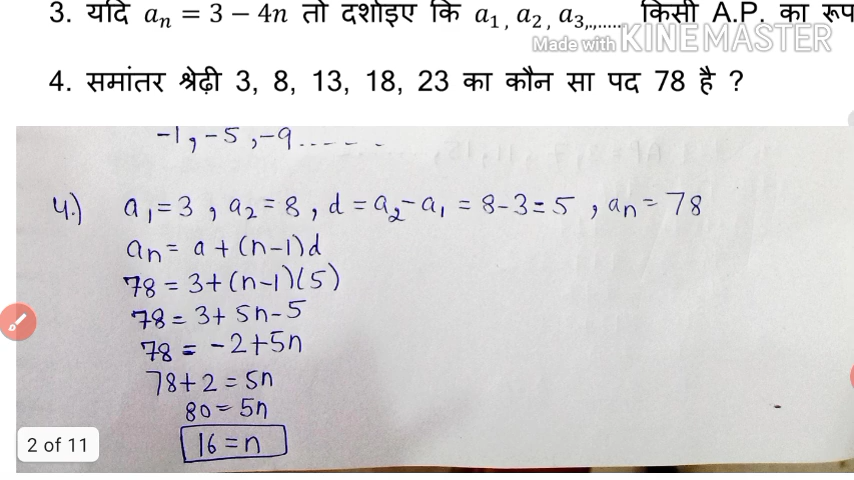 3. यदि aₙ = 3 − 4n तो दर्शाइए कि a₁, a₂, a₃,....... किसी A.P. का रूप
Made with KINEMASTER
4. समांतर श्रेढ़ी 3, 8, 13, 18, 23 का कौन सा पद 78 है ?
-1, -5, -9......
4.) a₁=3, a₂=8, d=a₂-a₁ = 8-3=5, an=78
an= a + (n-1)d
78 = 3+(n-1)(5)
78 = 3+ 5n-5
78 = -2+5n
78+2 = 5n
80= 5n
16=n
2 of 11